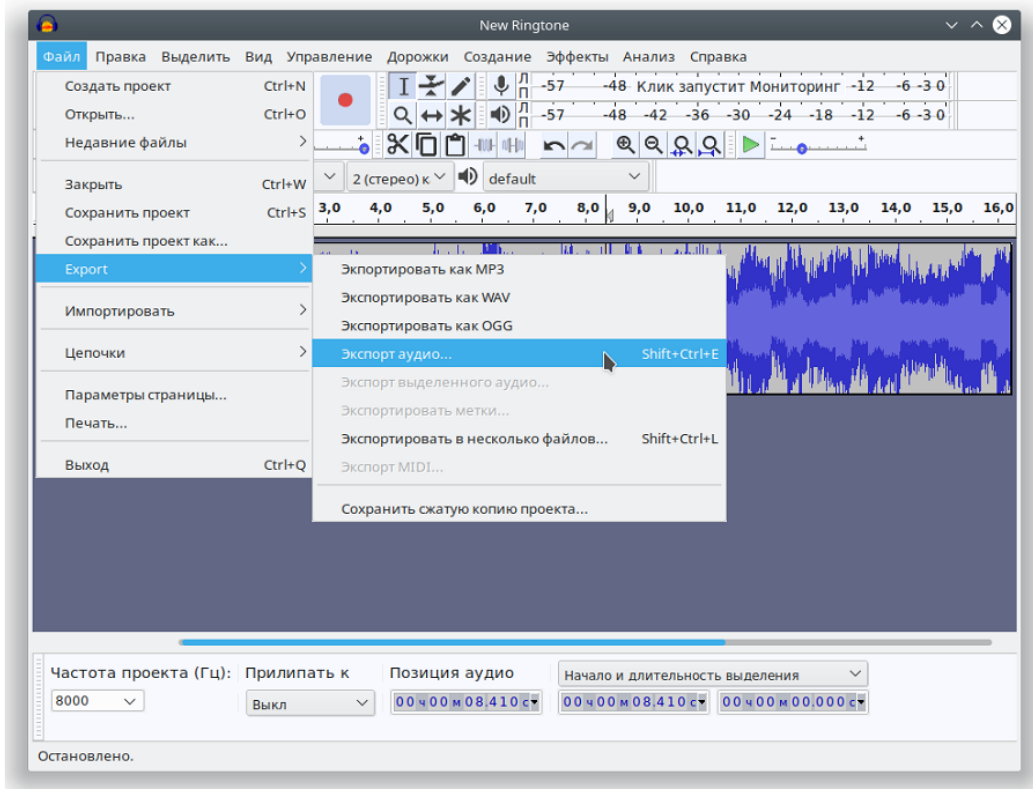 New Ringtone
Файл Правка Выделить Вид Управление Дорожки Создание Эффекты Анализ Справка
Создать проект Ctrl+N
Открыть... Ctrl+O
Недавние файлы
Закрыть Ctrl+W
Сохранить проект Ctrl+S
Сохранить проект как...
Export
Импортировать
Цепочки
Параметры страницы...
Печать...
Выход Ctrl+Q
Л
П
-57 -48 Клик запустит Мониторинг -12 -6 -3 0
Л
П
-57 -48 -42 -36 -30 -24 -18 -12 -6 -3 0
2 (стерео) к default
3,0 4,0 5,0 6,0 7,0 8,0 9,0 10,0 11,0 12,0 13,0 14,0 15,0 16,0
Экпортировать как MP3
Экспортировать как WAV
Экспортировать как OGG
Экспорт аудио... Shift+Ctrl+E
Экспорт выделенного аудио...
Экспортировать метки...
Экспортировать в несколько файлов... Shift+Ctrl+L
Экспорт MIDI...
Сохранить сжатую копию проекта...
Частота проекта (Гц): Прилипать к Позиция аудио Начало и длительность выделения
8000 Выкл 00 ч 00 м 08.410 с 00 ч 00 м 08.410 с 00 ч 00 м 00.000 с
Остановлено.